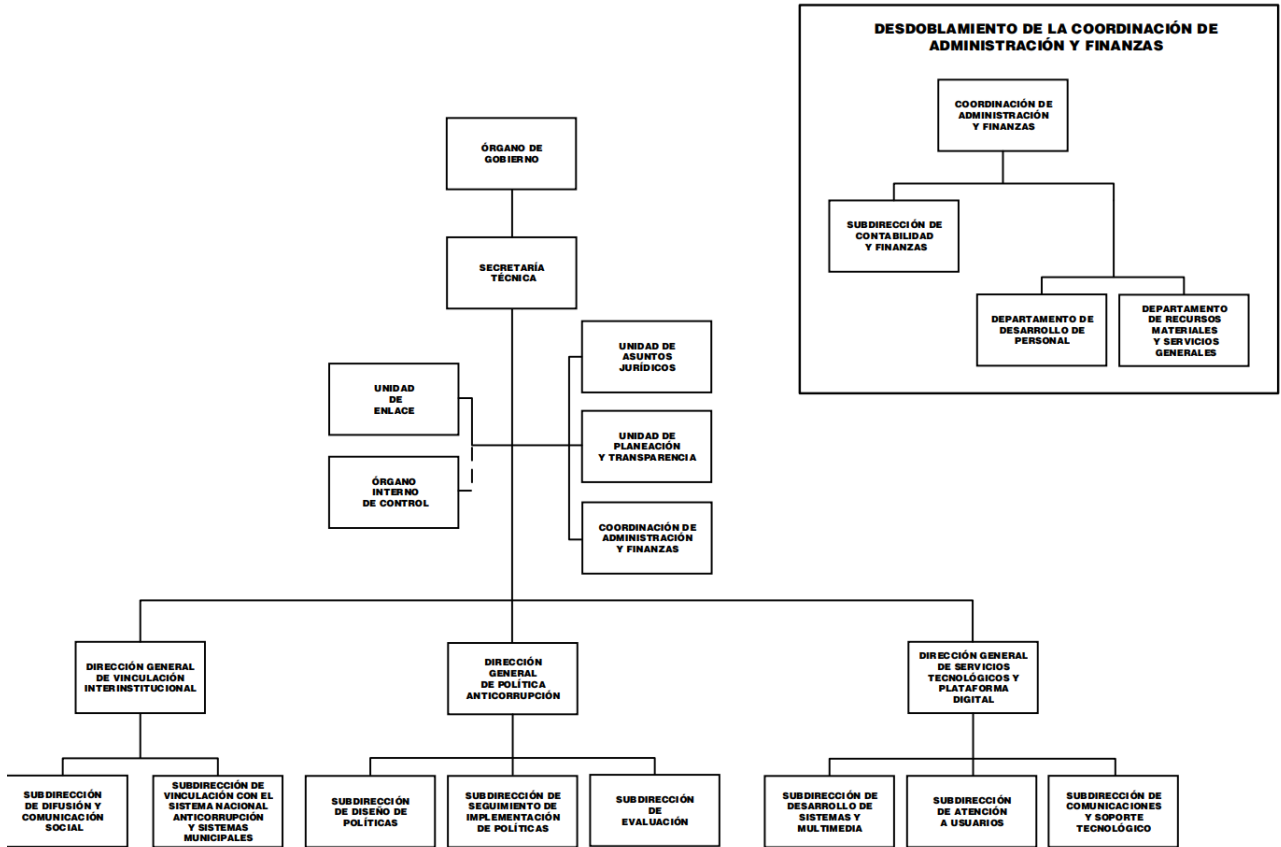 DESDOBLAMIENTO DE LA COORDINACIÓN DE
ADMINISTRACIÓN Y FINANZAS
COORDINACIÓN DE
ADMINISTRACIÓN
Y FINANZAS
SUBDIRECCIÓN DE
CONTABILIDAD
Y FINANZAS
DEPARTAMENTO DE
DESARROLLO DE
PERSONAL
DEPARTAMENTO
DE RECURSOS
MATERIALES
Y SERVICIOS
GENERALES
ÓRGANO DE
GOBIERNO
SECRETARÍA
TÉCNICA
UNIDAD
DE
ENLACE
ÓRGANO
INTERNO
DE CONTROL
UNIDAD DE
ASUNTOS
JURÍDICOS
UNIDAD DE
PLANEACIÓN
Y TRANSPARENCIA
COORDINACIÓN DE
ADMINISTRACIÓN
Y FINANZAS
DIRECCIÓN GENERAL
DE VINCULACIÓN
INTERINSTITUCIONAL
DIRECCIÓN
GENERAL
DE POLÍTICA
ANTICORRUPCIÓN
DIRECCIÓN GENERAL
DE SERVICIOS
TECNOLÓGICOS Y
PLATAFORMA
DIGITAL
SUBDIRECCIÓN
DE DIFUSIÓN Y
COMUNICACIÓN
SOCIAL
SUBDIRECCIÓN DE
VINCULACIÓN CON EL
SISTEMA NACIONAL
ANTICORRUPCIÓN
Y SISTEMAS
MUNICIPALES
SUBDIRECCIÓN
DE DISEÑO DE
POLÍTICAS
SUBDIRECCIÓN DE
SEGUIMIENTO DE
IMPLEMENTACIÓN
DE POLÍTICAS
SUBDIRECCIÓN
DE
EVALUACIÓN
SUBDIRECCIÓN DE
DESARROLLO DE
SISTEMAS Y
MULTIMEDIA
SUBDIRECCIÓN
DE ATENCIÓN
A USUARIOS
SUBDIRECCIÓN DE
COMUNICACIONES
Y SOPORTE
TECNOLÓGICO